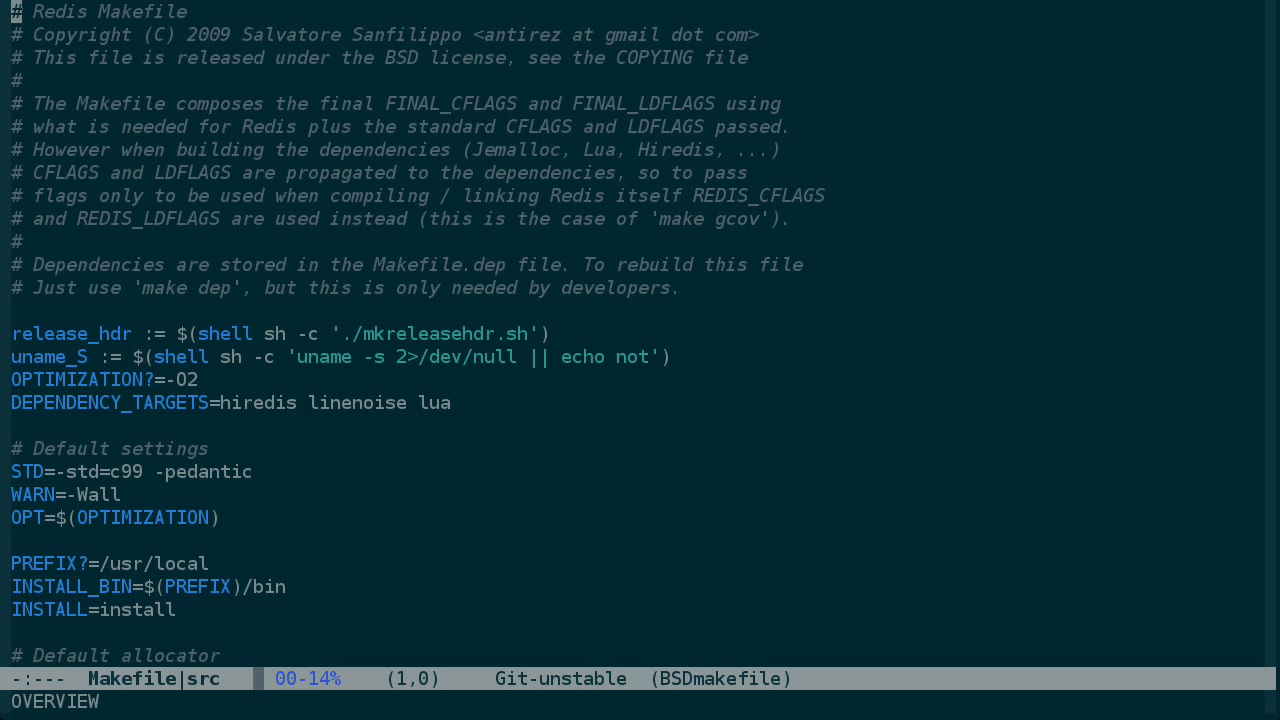 # Redis Makefile
# Copyright (C) 2009 Salvatore Sanfilippo <antirez at gmail dot com>
# This file is released under the BSD license, see the COPYING file
#
# The Makefile composes the final FINAL_CFLAGS and FINAL_LDFLAGS using
# what is needed for Redis plus the standard CFLAGS and LDFLAGS passed.
# However when building the dependencies (Jemalloc, Lua, Hiredis, ...)
# CFLAGS and LDFLAGS are propagated to the dependencies, so to pass
# flags only to be used when compiling / linking Redis itself REDIS_CFLAGS
# and REDIS_LDFLAGS are used instead (this is the case of 'make gcov').
#
# Dependencies are stored in the Makefile.dep file. To rebuild this file
# Just use 'make dep', but this is only needed by developers.

release_hdr := $(shell sh -c './mkreleasehdr.sh')
uname_S := $(shell sh -c 'uname -s 2>/dev/null || echo not')
OPTIMIZATION?=-O2
DEPENDENCY_TARGETS=hiredis linenoise lua

# Default settings
STD=-std=c99 -pedantic
WARN=-Wall
OPT=$(OPTIMIZATION)

PREFIX?=/usr/local
INSTALL_BIN=$(PREFIX)/bin
INSTALL=install

# Default allocator
-:---  Makefile|src    00-14%    (1,0)     Git-unstable  (BSDmakefile)
OVERVIEW